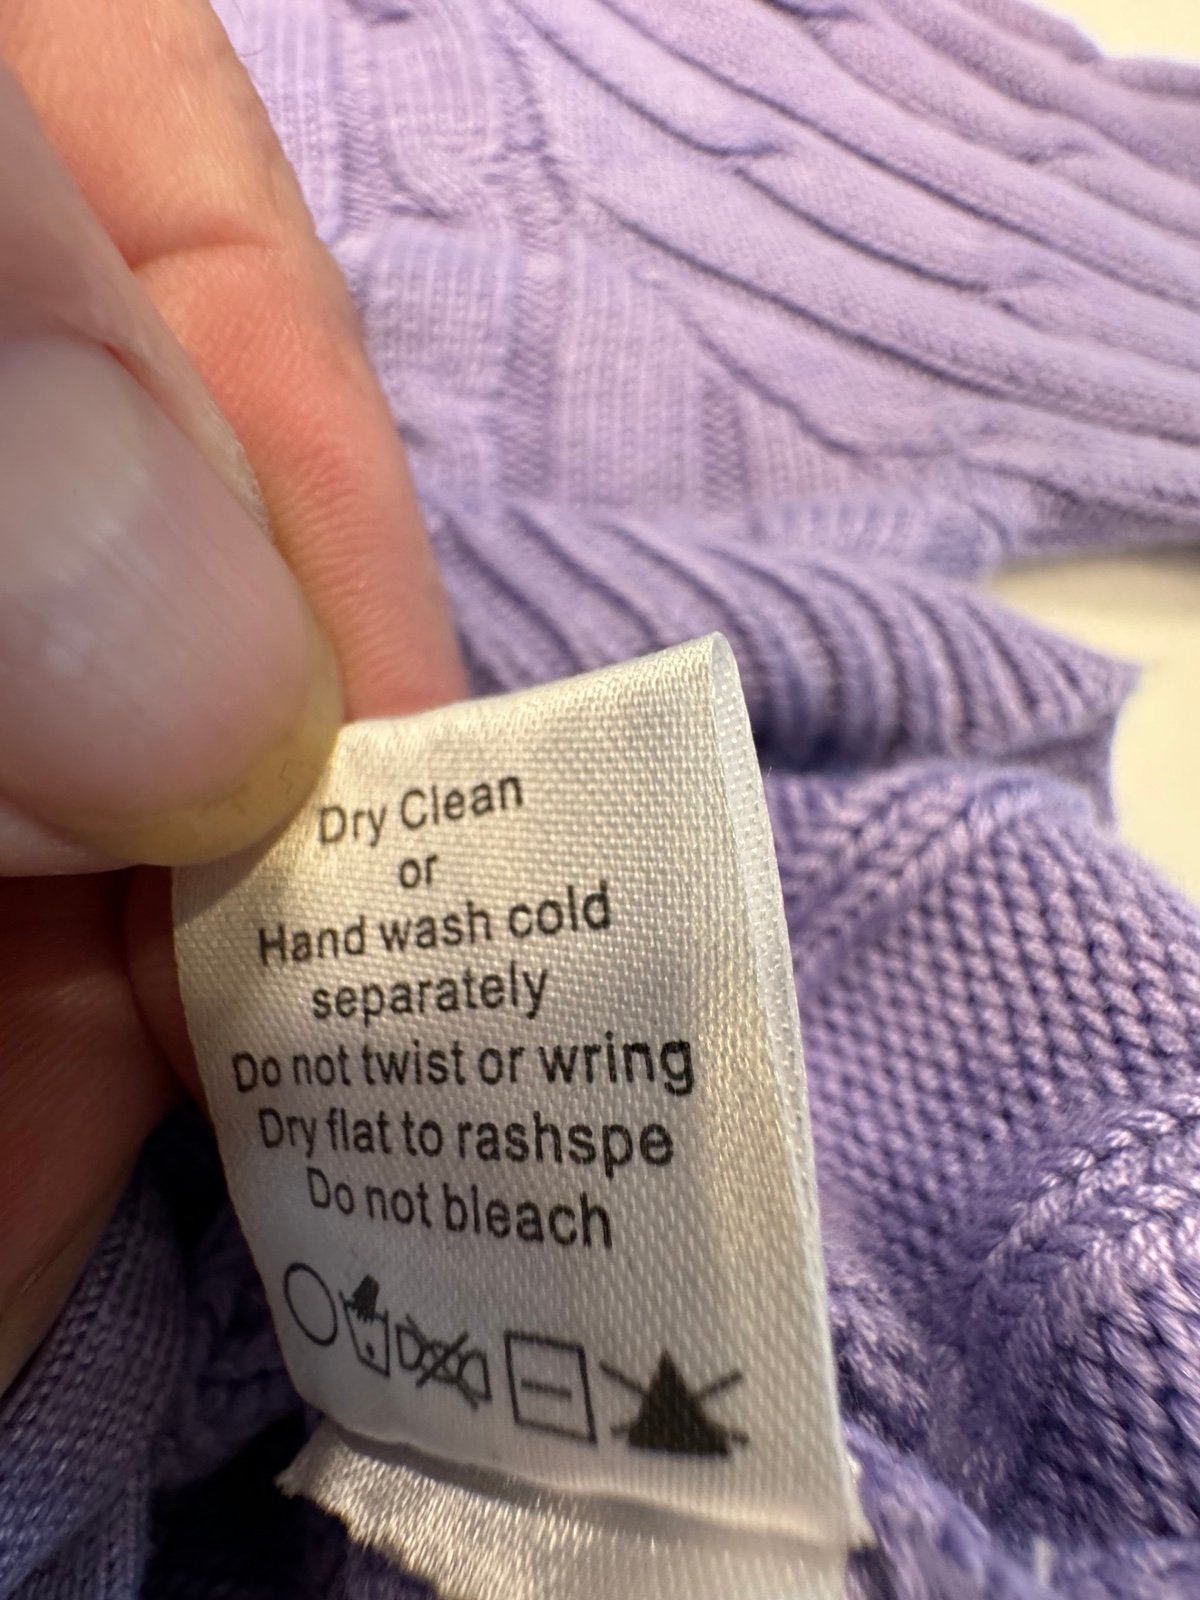 Dry Clean
or
Hand wash cold
separately
Do not twist or wring
Dry flat to rashspe
Do not bleach